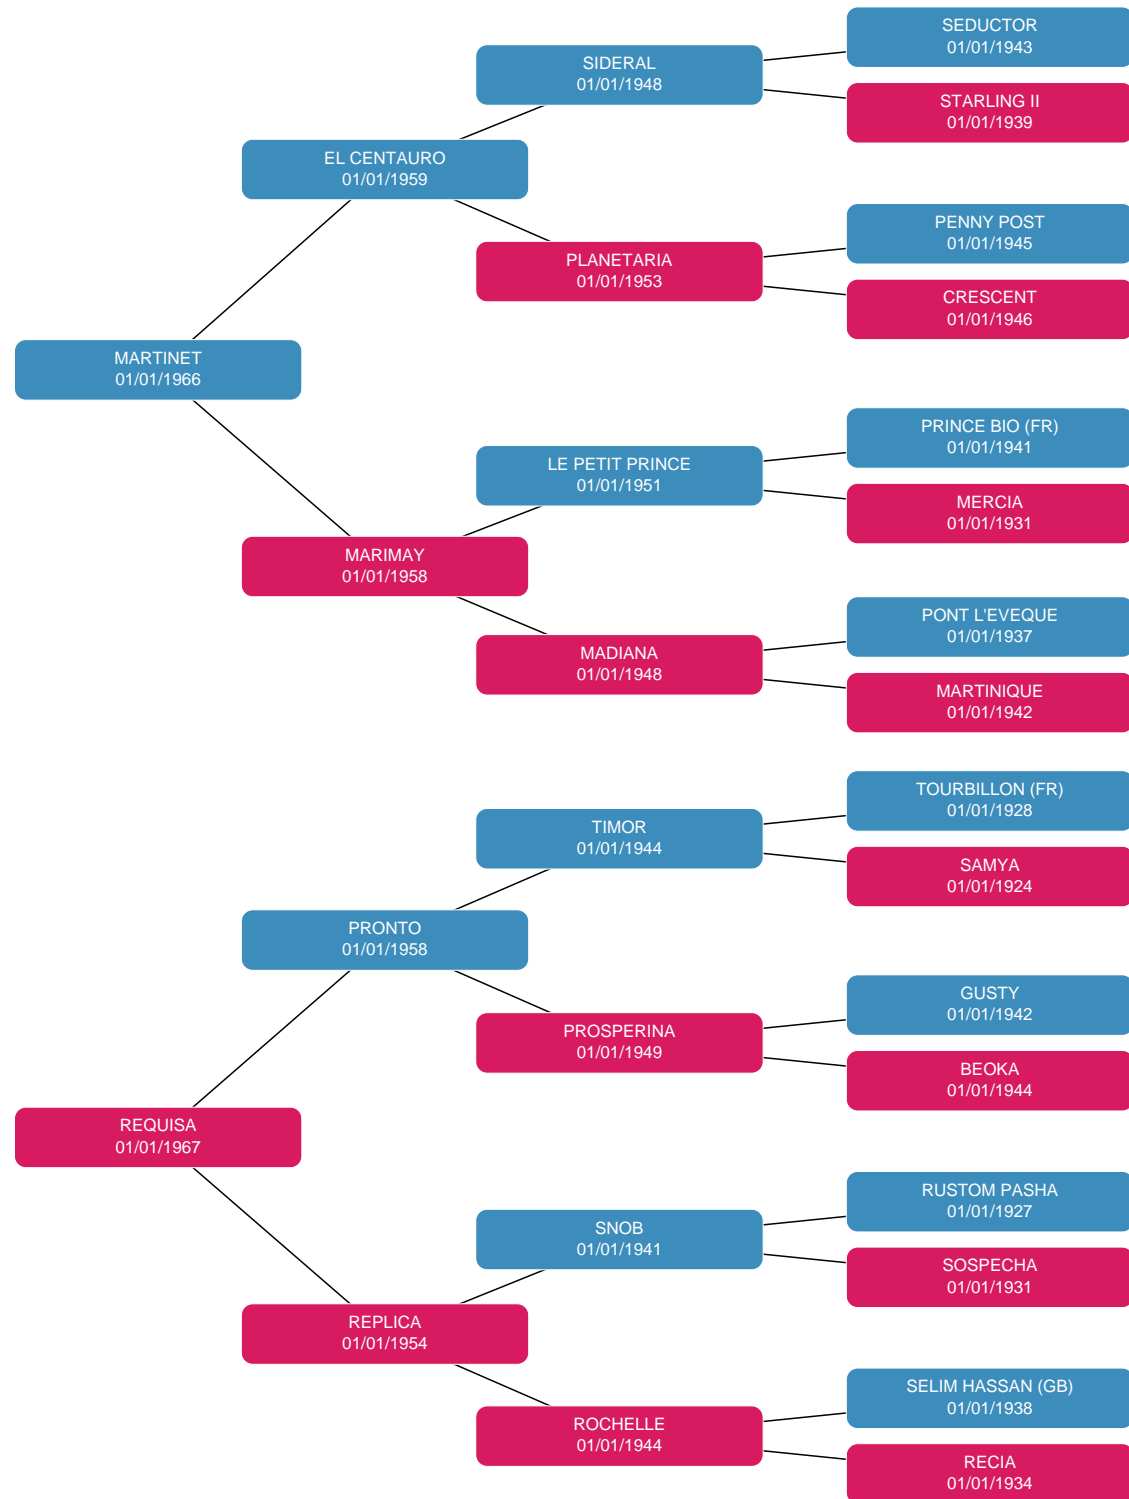 SEDUCTOR
01/01/1943
SIDERAL
01/01/1948
STARLING II
01/01/1939
EL CENTAURO
01/01/1959
PENNY POST
01/01/1945
PLANETARIA
01/01/1953
CRESCENT
01/01/1946
MARTINET
01/01/1966
PRINCE BIO (FR)
01/01/1941
LE PETIT PRINCE
01/01/1951
MERCIA
01/01/1931
MARIMAY
01/01/1958
PONT L'EVEQUE
01/01/1937
MADIANA
01/01/1948
MARTINIQUE
01/01/1942
TOURBILLON (FR)
01/01/1928
TIMOR
01/01/1944
SAMYA
01/01/1924
PRONTO
01/01/1958
GUSTY
01/01/1942
PROSPERINA
01/01/1949
BEOKA
01/01/1944
REQUISA
01/01/1967
RUSTOM PASHA
01/01/1927
SNOB
01/01/1941
SOSPECHA
01/01/1931
REPLICA
01/01/1954
SELIM HASSAN (GB)
01/01/1938
ROCHELLE
01/01/1944
RECIA
01/01/1934